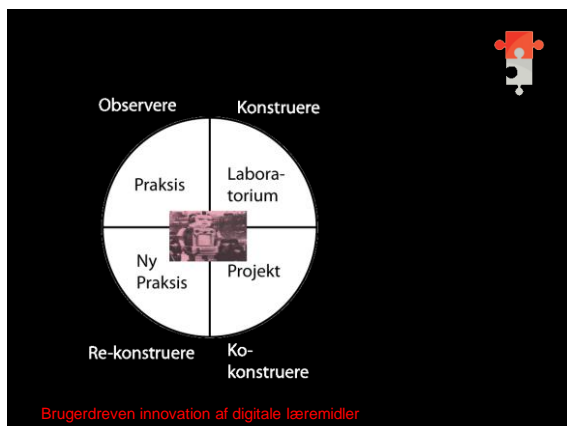 Observere
Konstruere
Praksis
Labora-
torium
Ny
Praksis
Projekt
Re-konstruere
Ko-
konstruere
Brugerdreven innovation af digitale læremidler